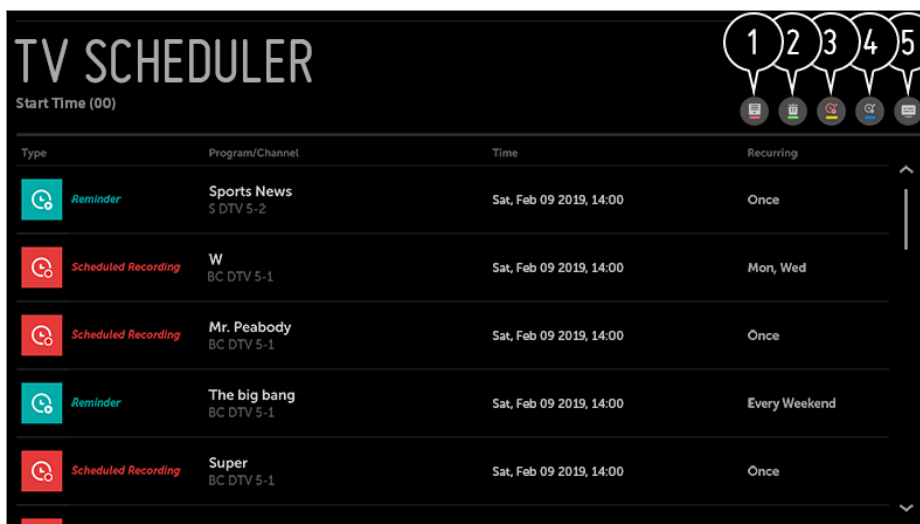 TV SCHEDULER
Start Time (00)
1 2 3 4 5
Type Program/Channel Time Recurring
Reminder Sports News Sat, Feb 09 2019, 14:00 Once
S DTV 5-2
Scheduled Recording W Sat, Feb 09 2019, 14:00 Mon, Wed
BC DTV 5-1
Scheduled Recording Mr. Peabody Sat, Feb 09 2019, 14:00 Once
BC DTV 5-1
Reminder The big bang Sat, Feb 09 2019, 14:00 Every Weekend
BC DTV 5-1
Scheduled Recording Super Sat, Feb 09 2019, 14:00 Once
BC DTV 5-1